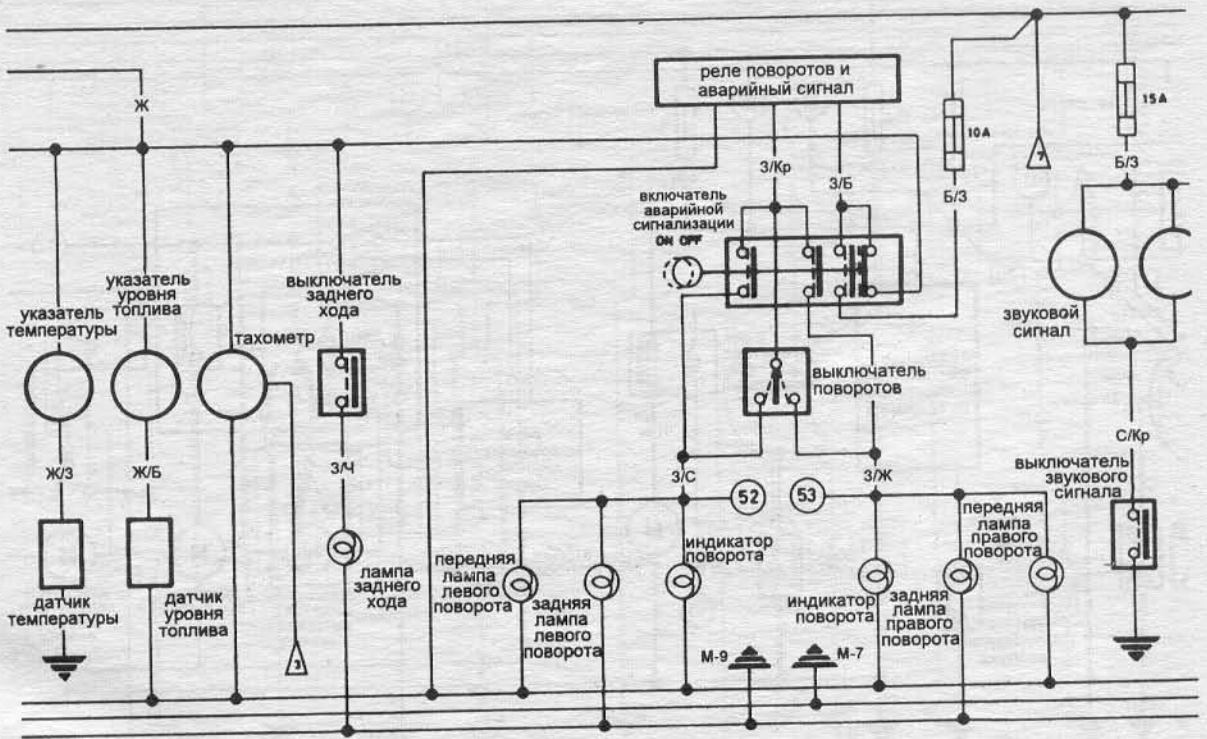 реле поворотов и
аварийный сигнал
Ж
10А
7
15А
З/Кр
З/Б
Б/З
Б/З
включатель
аварийной
сигнализации
ON OFF
указатель
температуры
указатель
уровня
топлива
тахометр
выключатель
заднего
хода
звуковой
сигнал
выключатель
поворотов
Ж/З
Ж/Б
З/Ч
З/С
52
53
З/Ж
С/Кр
выключатель
звукового
сигнала
датчик
температуры
датчик
уровня
топлива
3
лампа
заднего
хода
передняя
лампа
левого
поворота
задняя
лампа
левого
поворота
индикатор
поворота
М-9
М-7
индикатор
поворота
задняя
лампа
правого
поворота
передняя
лампа
правого
поворота